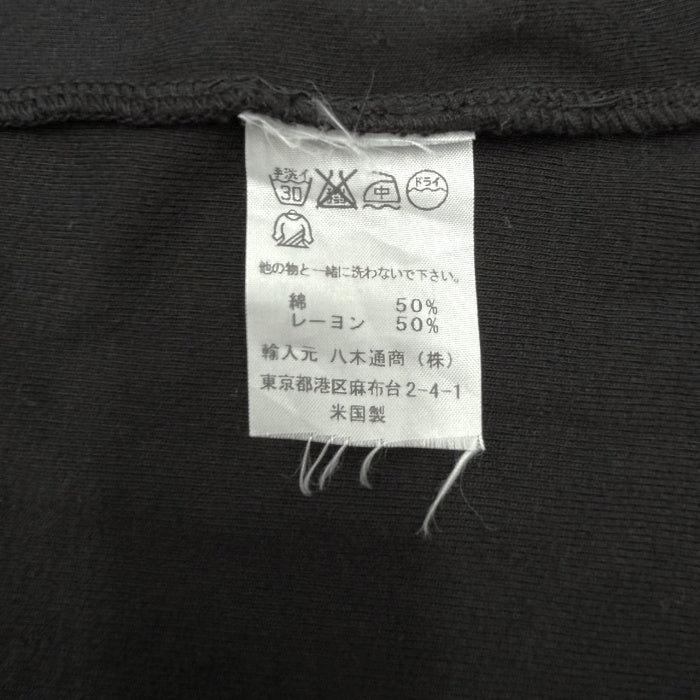 手洗イ 30 中 ドライ
他の物と一緒に洗わないで下さい。
綿 50%
レーヨン 50%
輸入元 八木通商(株)
東京都港区麻布台2-4-1
米国製